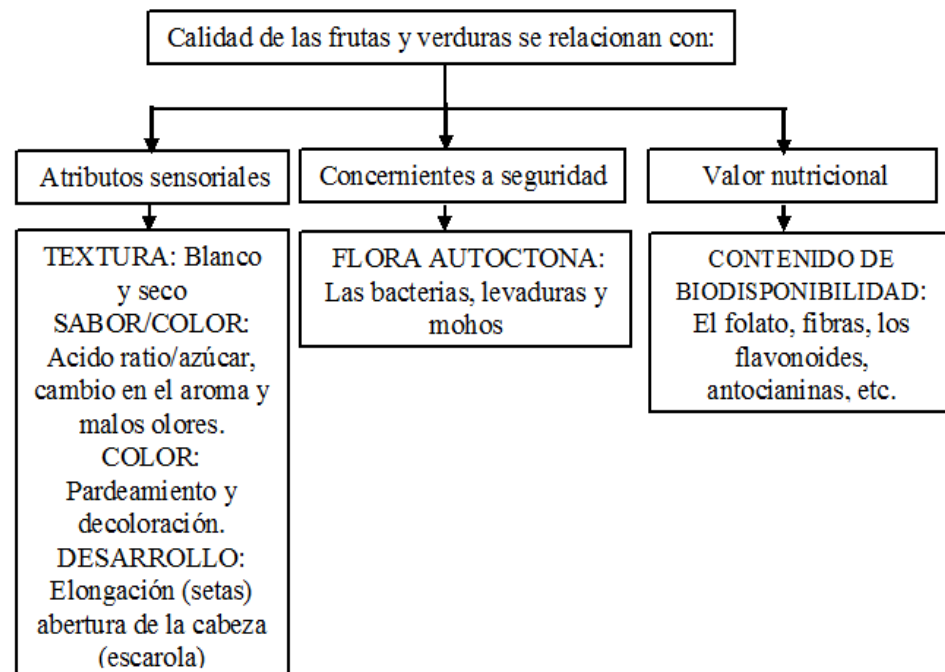 Calidad de las frutas y verduras se relacionan con:
Atributos sensoriales
Concernientes a seguridad
Valor nutricional
TEXTURA: Blanco
y seco
SABOR/COLOR:
Acido ratio/azúcar,
cambio en el aroma y
malos olores.
COLOR:
Pardeamiento y
decoloración.
DESARROLLO:
Elongación (setas)
abertura de la cabeza
(escarola)
FLORA AUTOCTONA:
Las bacterias, levaduras y
mohos
CONTENIDO DE
BIODISPONIBILIDAD:
El folato, fibras, los
flavonoides,
antocianinas, etc.